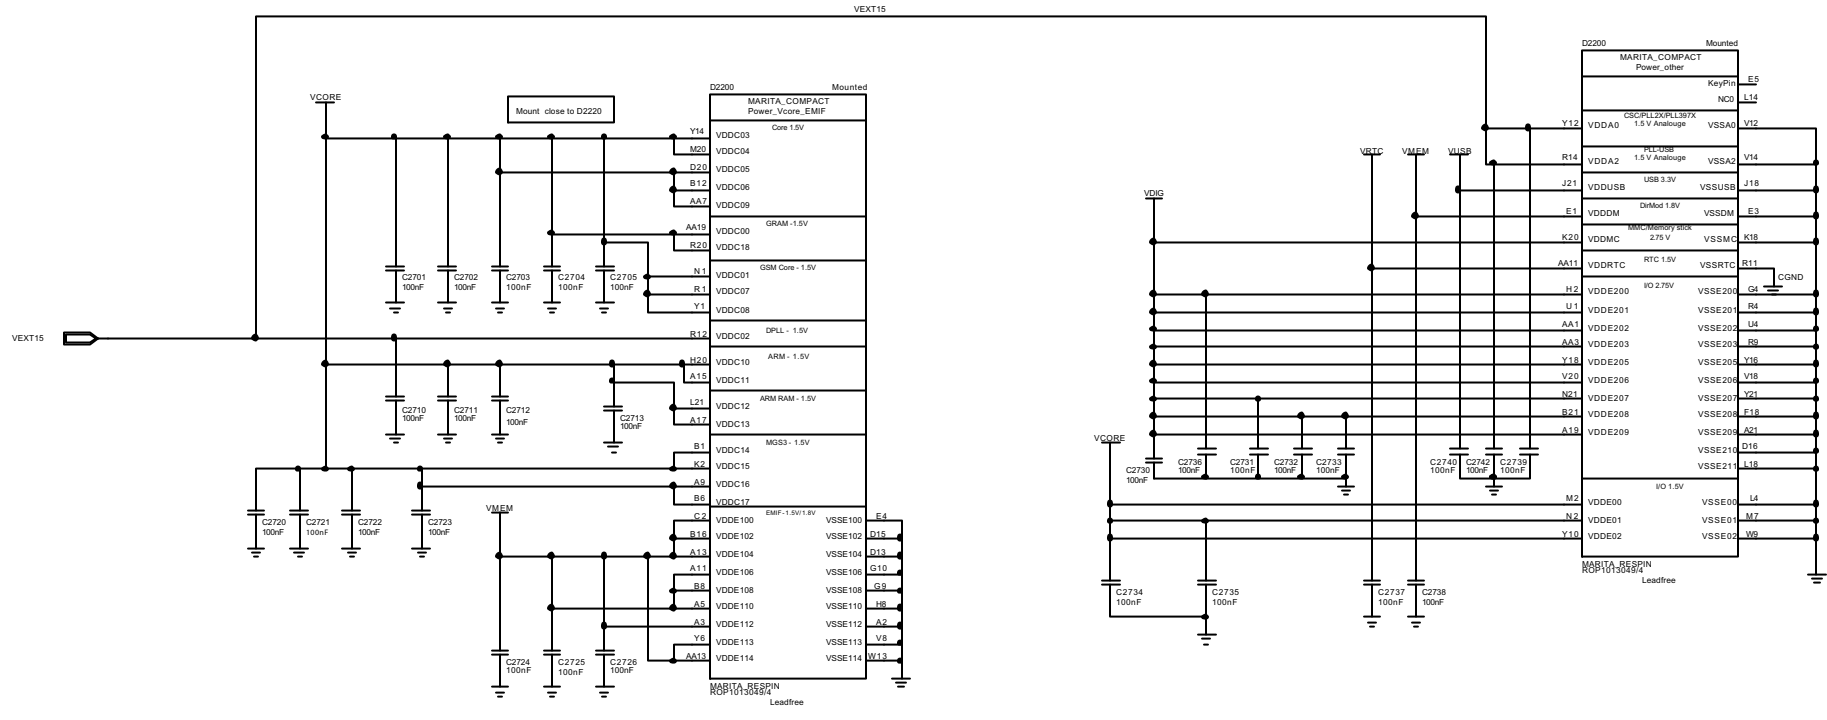 VEXT15
VEXT15
VCORE
Mount close to D2220
D2200 Mounted
MARITA_COMPACT
Power_Vcore_EMIF
Core 1.5V
Y14 VDDC03
M20 VDDC04
D20 VDDC05
B12 VDDC06
AA7 VDDC09
GRAM -1.5V
AA19 VDDC00
R20 VDDC18
GSM Core - 1.5V
N1 VDDC01
R1 VDDC07
Y1 VDDC08
DPLL - 1.5V
R12 VDDC02
ARM - 1.5V
H20 VDDC10
A15 VDDC11
ARM RAM - 1.5V
L21 VDDC12
A17 VDDC13
MGS3 - 1.5V
B1 VDDC14
K2 VDDC15
A9 VDDC16
B6 VDDC17
EMIF -1.5V/1.8V
C2 VDDE100 VSSE100 E4
B16 VDDE102 VSSE102 D15
A13 VDDE104 VSSE104 D13
A11 VDDE106 VSSE106 G10
B8 VDDE108 VSSE108 G9
A5 VDDE110 VSSE110 H8
A3 VDDE112 VSSE112 A2
Y6 VDDE113 VSSE113 V8
AA13 VDDE114 VSSE114 W13
MARITA_RESPIN
ROP1013049/4
Leadfree
C2701
100nF
C2702
100nF
C2703
100nF
C2704
100nF
C2705
100nF
C2710
100nF
C2711
100nF
C2712
100nF
C2713
100nF
C2720
100nF
C2721
100nF
C2722
100nF
C2723
100nF
VMEM
C2724
100nF
C2725
100nF
C2726
100nF
D2200 Mounted
MARITA_COMPACT
Power_other
KeyPin E5
NC0 L14
CSC/PLL2X/PLL397X
1.5 V Analouge
Y12 VDDA0 VSSA0 V12
PLL-USB
1.5 V Analouge
R14 VDDA2 VSSA2 V14
USB 3.3V
J21 VDDUSB VSSUSB J18
DirMod 1.8V
E1 VDDDM VSSDM E3
MMC/Memory stick
2.75 V
K20 VDDMC VSSMC K18
RTC 1.5V
AA11 VDDRTC VSSRTC R11
CGND
I/O 2.75V
H2 VDDE200 VSSE200 G4
U1 VDDE201 VSSE201 R4
AA1 VDDE202 VSSE202 U4
AA3 VDDE203 VSSE203 R9
Y18 VDDE205 VSSE205 Y16
V20 VDDE206 VSSE206 V18
N21 VDDE207 VSSE207 Y21
B21 VDDE208 VSSE208 F18
A19 VDDE209 VSSE209 A21
VSSE210 D16
VSSE211 L18
I/O 1.5V
M2 VDDE00 VSSE00 L4
N2 VDDE01 VSSE01 M7
Y10 VDDE02 VSSE02 W9
MARITA_RESPIN
ROP1013049/4
Leadfree
VRTC
VMEM
VUSB
VDIG
VCORE
C2730
100nF
C2736
100nF
C2731
100nF
C2732
100nF
C2733
100nF
C2740
100nF
C2742
100nF
C2739
100nF
C2734
100nF
C2735
100nF
C2737
100nF
C2738
100nF